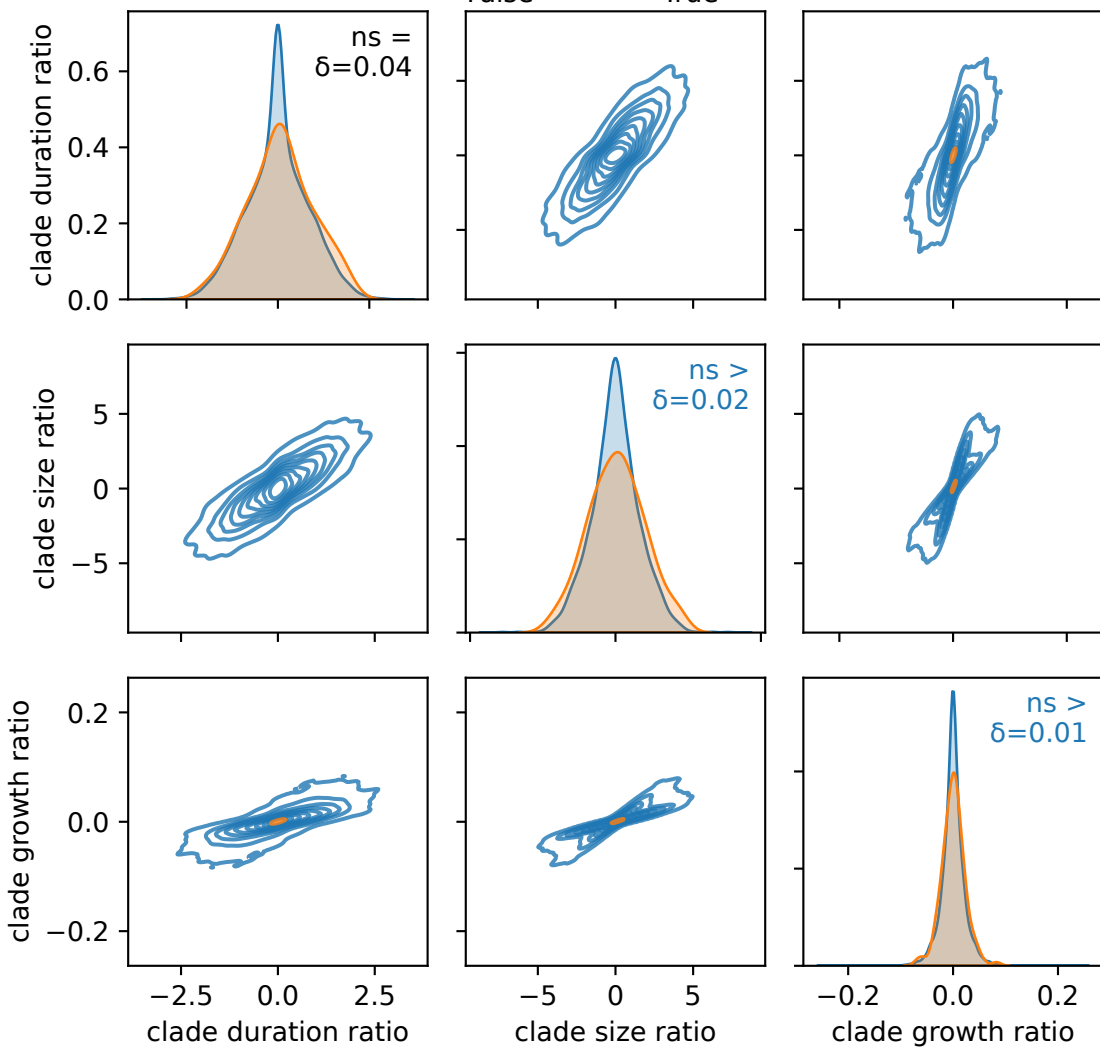 clade duration ratio
0.6
0.4
0.2
0.0
ns =
δ=0.04
clade size ratio
5
0
−5
ns >
δ=0.02
clade growth ratio
0.2
0.0
−0.2
ns >
δ=0.01
−2.5 0.0 2.5
−5 0 5
−0.2 0.0 0.2
clade duration ratio
clade size ratio
clade growth ratio